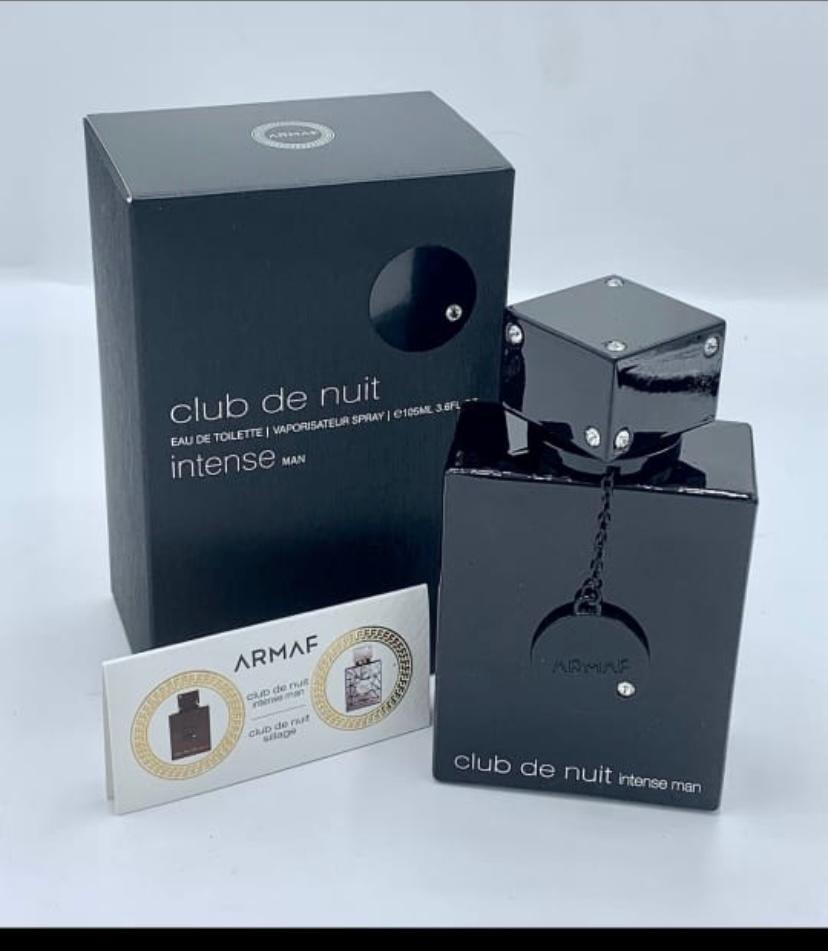 ARMAF
club de nuit
EAU DE TOILETTE | VAPORISATEUR SPRAY | ℮105ML 3.6FL
intense MAN
ARMAF
club de nuit
intense man
club de nuit
sillage
ARMAF
club de nuit intense man